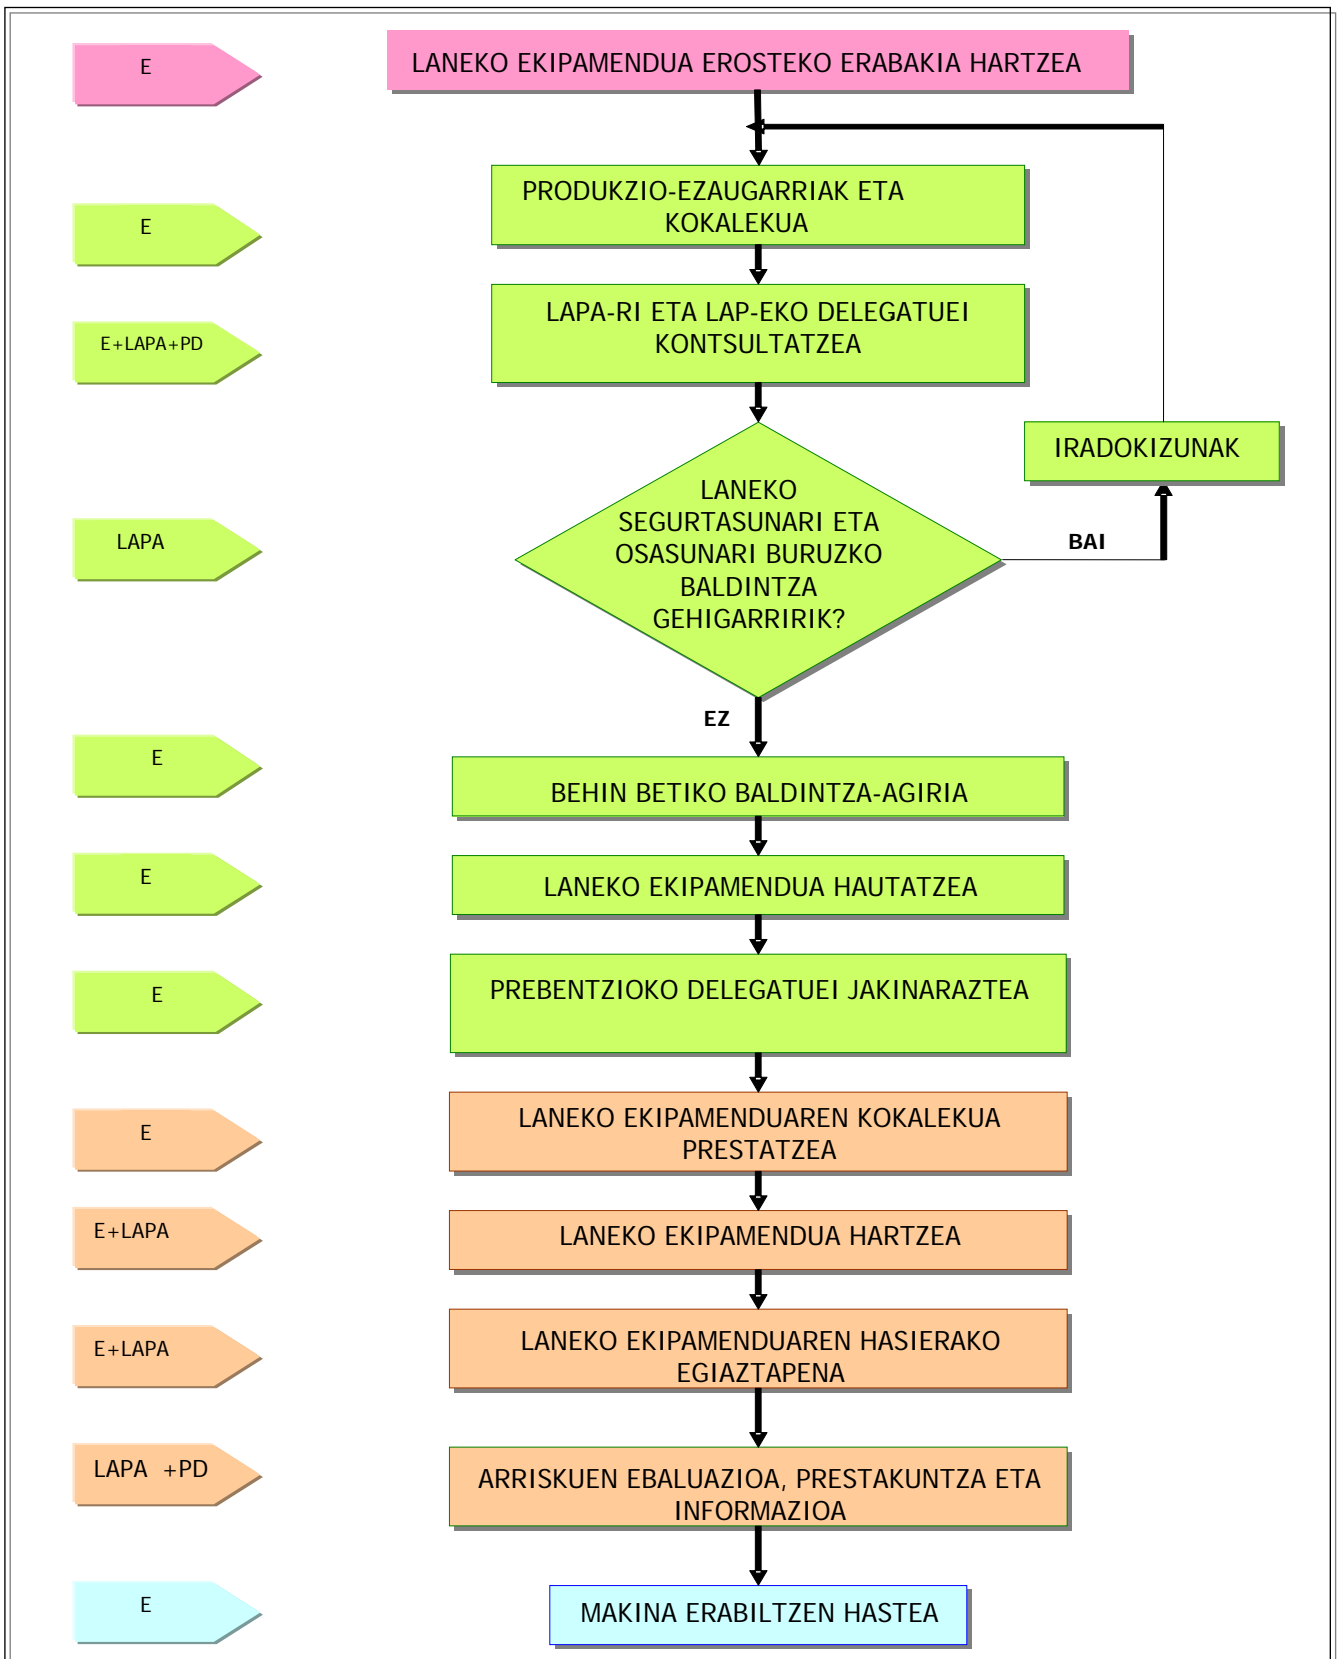 E
LANEKO EKIPAMENDUA EROSTEKO ERABAKIA HARTZEA
E
PRODUKZIO-EZAUGARRIAK ETA
KOKALEKUA
E+LAPA+PD
LAPA-RI ETA LAP-EKO DELEGATUEI
KONTSULTATZEA
IRADOKIZUNAK
LAPA
LANEKO
SEGURTASUNARI ETA
OSASUNARI BURUZKO
BALDINTZA
GEHIGARRIRIK?
BAI
EZ
E
BEHIN BETIKO BALDINTZA-AGIRIA
E
LANEKO EKIPAMENDUA HAUTATZEA
E
PREBENTZIOKO DELEGATUEI JAKINARAZTEA
E
LANEKO EKIPAMENDUAREN KOKALEKUA
PRESTATZEA
E+LAPA
LANEKO EKIPAMENDUA HARTZEA
E+LAPA
LANEKO EKIPAMENDUAREN HASIERAKO
EGIAZTAPENA
LAPA +PD
ARRISKUEN EBALUAZIOA, PRESTAKUNTZA ETA
INFORMAZIOA
E
MAKINA ERABILTZEN HASTEA